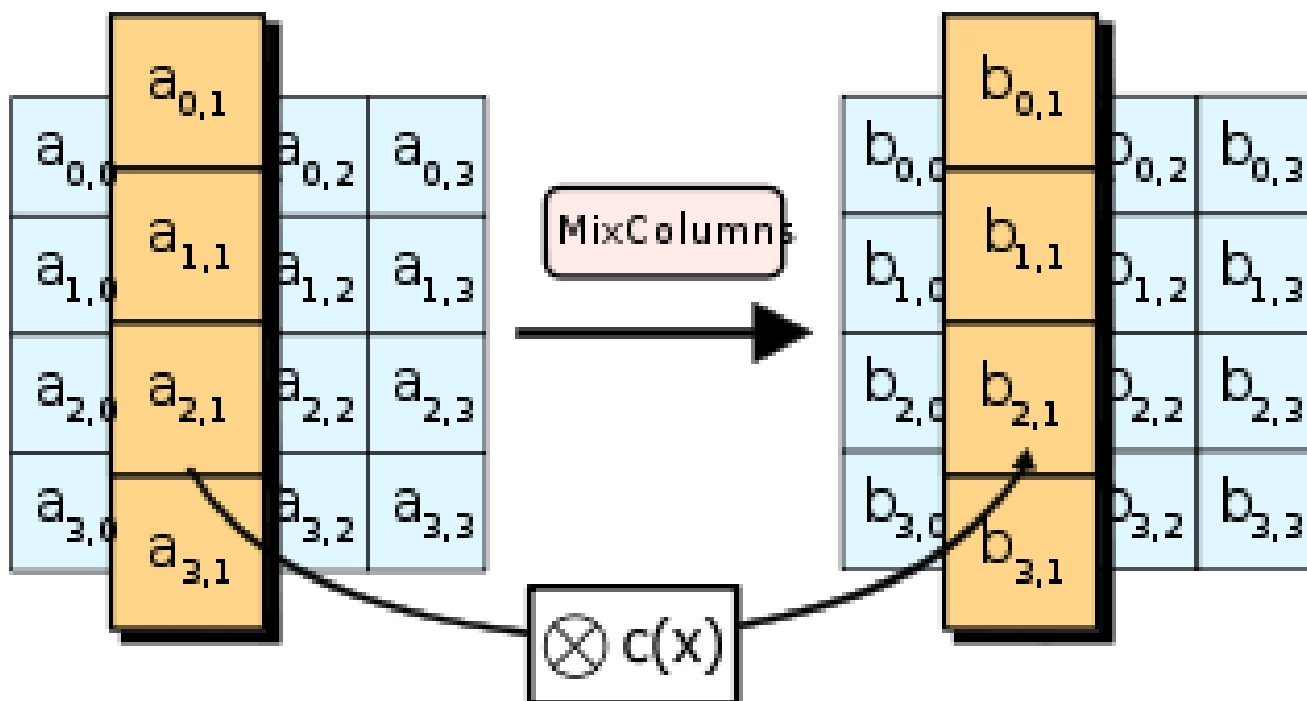 a0,1 b0,1
a0,0 a0,2 a0,3 b0,0 b0,2 b0,3
MixColumns
a1,1 b1,1
a1,0 a1,2 a1,3 b1,0 b1,2 b1,3
a2,1 b2,1
a2,0 a2,2 a2,3 b2,0 b2,2 b2,3
a3,0 a3,2 a3,3 b3,0 b3,2 b3,3
a3,1 b3,1
⊗ c(x)